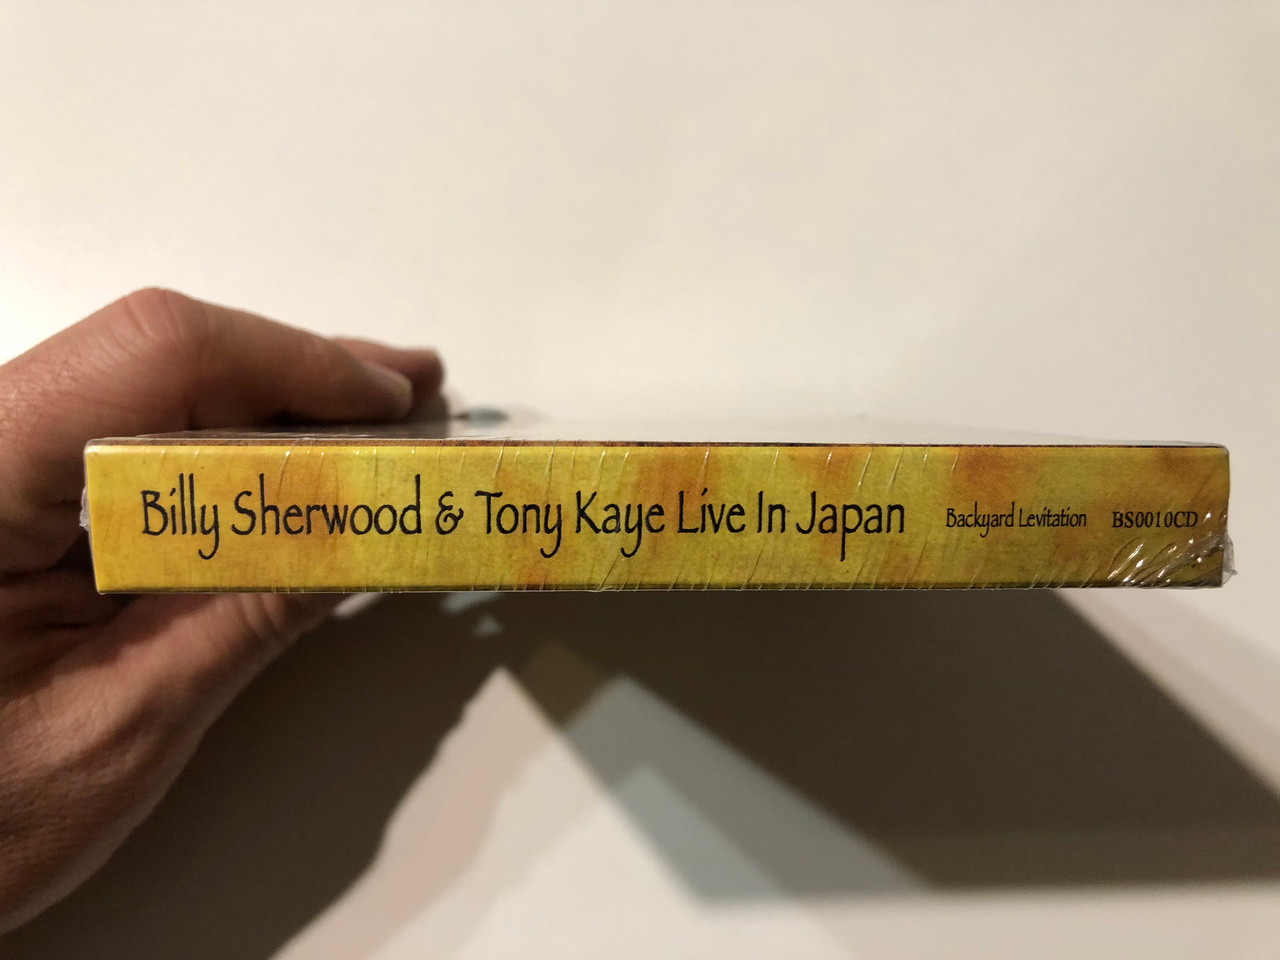 Billy Sherwood & Tony Kaye Live In Japan Backyard Levitation BS0010CD